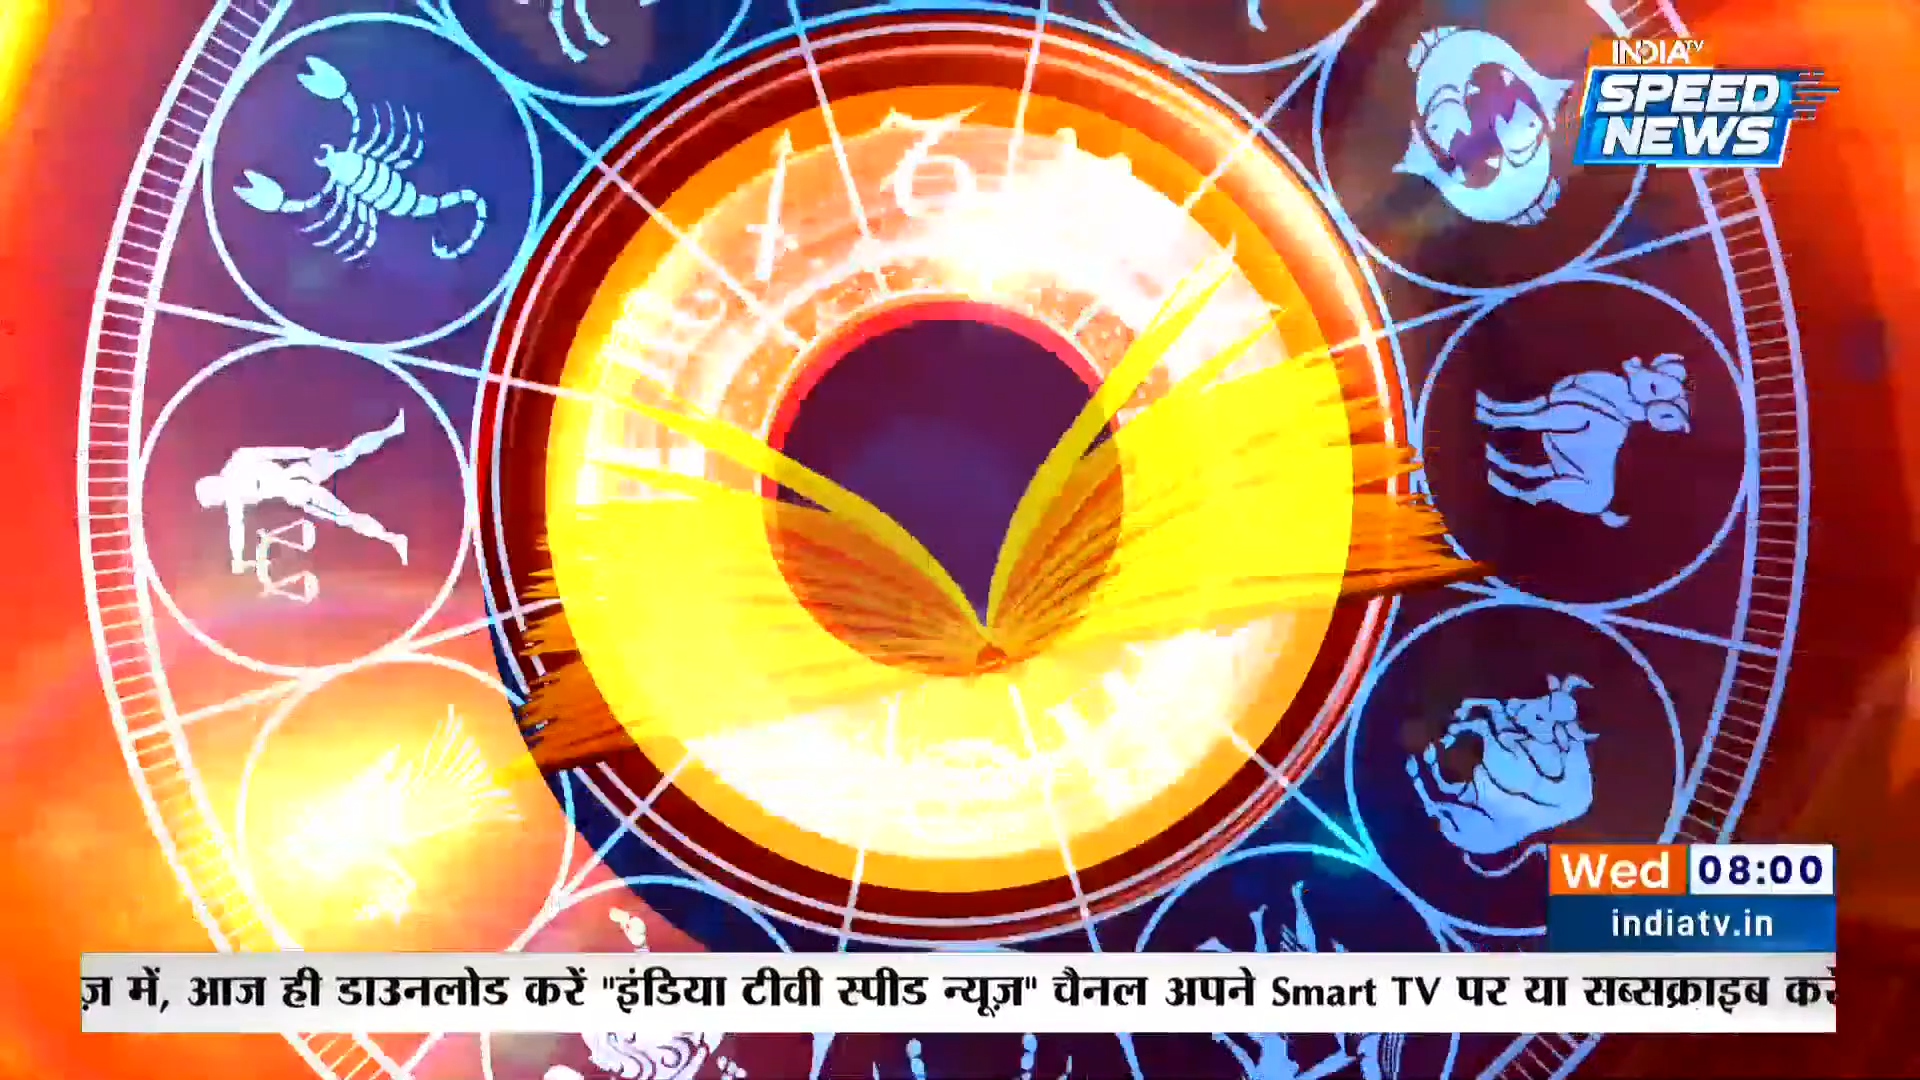 INDIA TV
SPEED
NEWS
Wed 08:00
indiatv.in
में, आज ही डाउनलोड करें "इंडिया टीवी स्पीड न्यूज़" चैनल अपने Smart TV पर या सब्सक्राइब